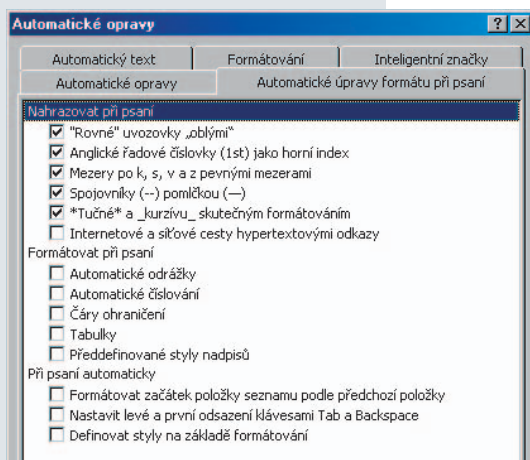 Automatické opravy
Automatický text
Formátování
Inteligentní značky
Automatické opravy
Automatické úpravy formátu při psaní
Nahrazovat při psaní
"Rovné" uvozovky „oblými“
Anglické řadové číslovky (1st) jako horní index
Mezery po k, s, v a z pevnými mezerami
Spojovníky (--) pomlčkou (—)
*Tučné* a _kurzívu_ skutečným formátováním
Internetové a síťové cesty hypertextovými odkazy
Formátovat při psaní
Automatické odrážky
Automatické číslování
Čáry ohraničení
Tabulky
Předdefinované styly nadpisů
Při psaní automaticky
Formátovat začátek položky seznamu podle předchozí položky
Nastavit levé a první odsazení klávesami Tab a Backspace
Definovat styly na základě formátování